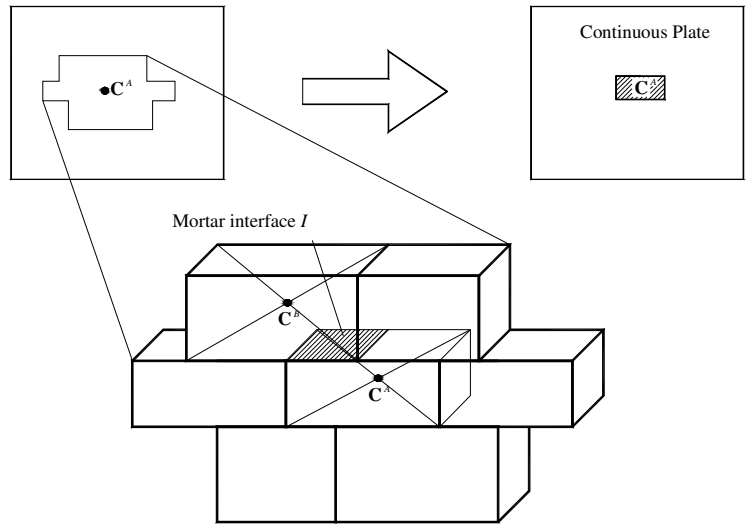 C^A
Continuous Plate
C^A
Mortar interface I
C^B
C^A